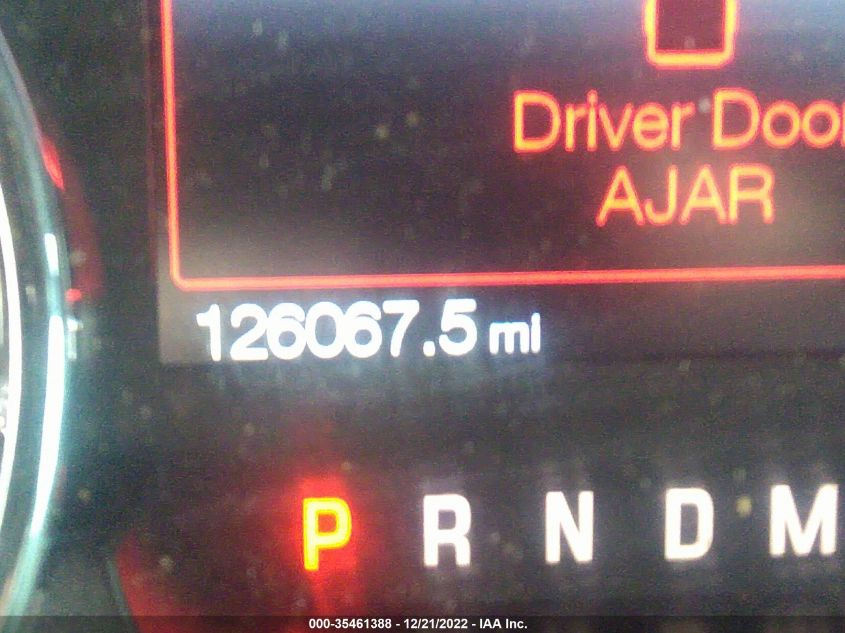 Driver Door
AJAR
126067.5 mi
P R N D M
000-35461388 - 12/21/2022 - IAA Inc.